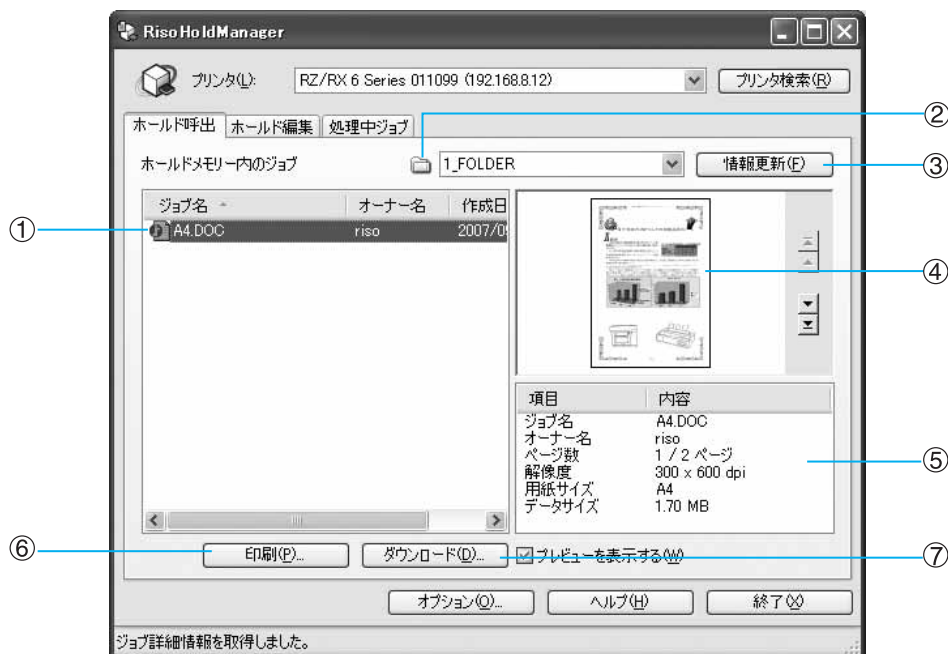 RisoHoldManager
プリンタ(L): RZ/RX 6 Series 011099 (192.168.8.12) プリンタ検索(R)
ホールド呼出 ホールド編集 処理中ジョブ
②
ホールドメモリー内のジョブ 1_FOLDER 情報更新(F) ③
ジョブ名 オーナー名 作成日
① A4.DOC riso 2007/09
④
項目 内容
ジョブ名 A4.DOC
オーナー名 riso
ページ数 1 / 2 ページ
解像度 300 x 600 dpi
用紙サイズ A4
データサイズ 1.70 MB
⑤
⑥ 印刷(P)... ダウンロード(D)... プレビューを表示する(W) ⑦
オプション(O)... ヘルプ(H) 終了(X)
ジョブ詳細情報を取得しました。